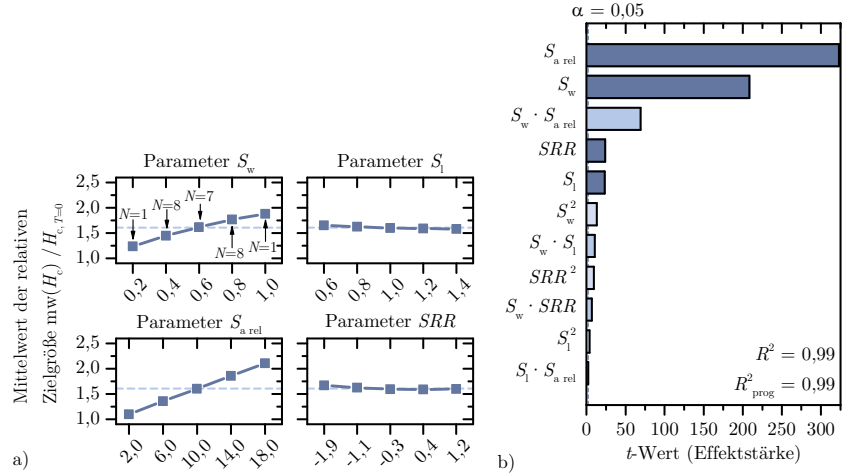 Mittelwert der relativen
Zielgröße mw(H_c) / H_c, T=0
Parameter S_w
2,5
2,0
1,5
1,0
N=1
N=8
N=7
N=8
N=1
0,2 0,4 0,6 0,8 1,0
Parameter S_l
0,6 0,8 1,0 1,2 1,4
Parameter S_a rel
2,5
2,0
1,5
1,0
2,0 6,0 10,0 14,0 18,0
Parameter SRR
-1,9 -1,1 -0,3 0,4 1,2
a)
α = 0,05
S_a rel
S_w
S_w · S_a rel
SRR
S_l
S_w^2
S_w · S_l
SRR^2
S_w · SRR
S_l^2
S_l · S_a rel
R^2 = 0,99
R^2_prog = 0,99
0 50 100 150 200 250 300
t-Wert (Effektstärke)
b)